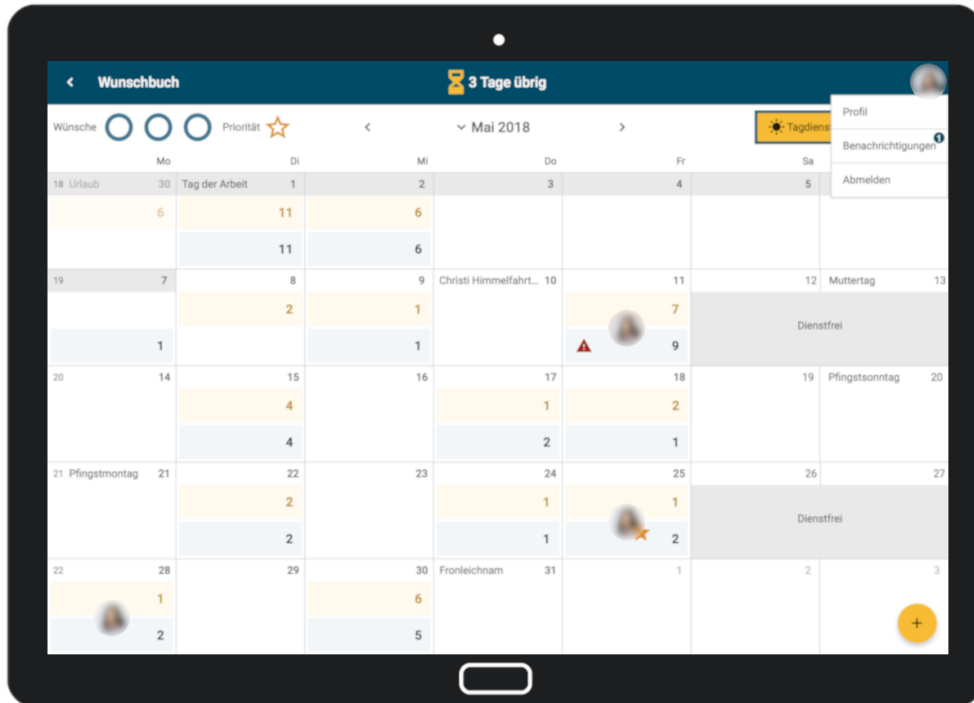 Wunschbuch
3 Tage übrig
Wünsche
Priorität
Mai 2018
Tagdiens
Profil
Benachrichtigungen 1
Abmelden
Mo Di Mi Do Fr Sa
18 Urlaub 30 Tag der Arbeit 1 2 3 4 5
6 11 6
11 6
19 7 8 9 Christi Himmelfahrt... 10 11 12 Muttertag 13
2 1 7
Dienstfrei
1 1 9
20 14 15 16 17 18 19 Pfingstsonntag 20
4 1 2
4 2 1
21 Pfingstmontag 21 22 23 24 25 26 27
2 1 1
Dienstfrei
2 1 2
22 28 29 30 Fronleichnam 31 1 2 3
1 6
2 5
+